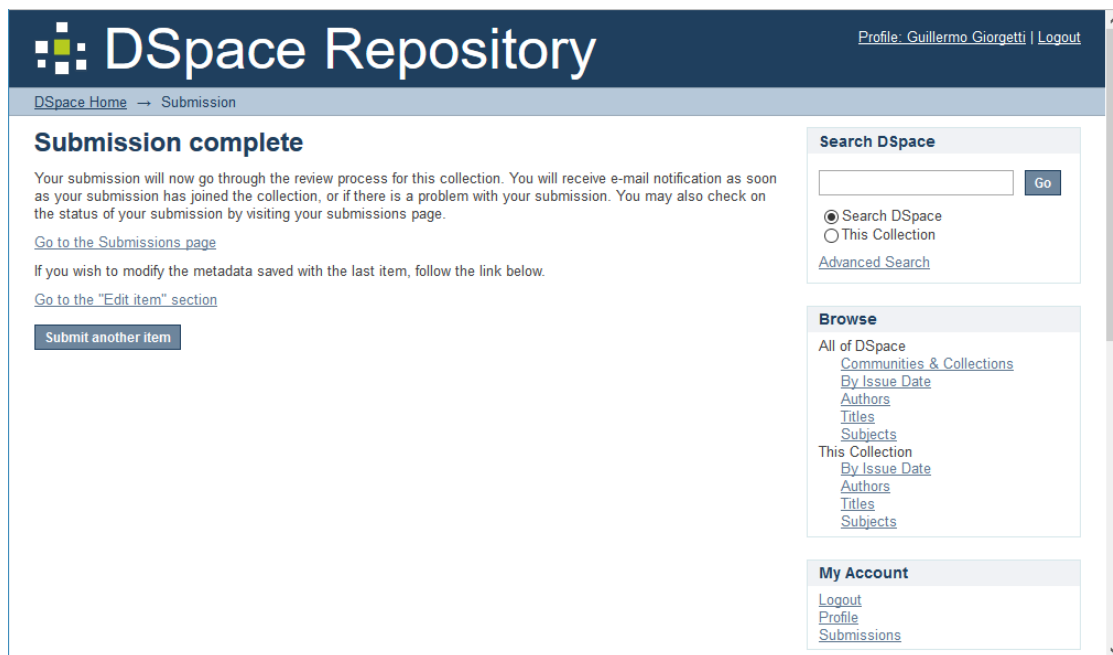 DSpace Repository
Profile: Guillermo Giorgetti | Logout
DSpace Home → Submission
Submission complete
Your submission will now go through the review process for this collection. You will receive e-mail notification as soon
as your submission has joined the collection, or if there is a problem with your submission. You may also check on
the status of your submission by visiting your submissions page.
Go to the Submissions page
If you wish to modify the metadata saved with the last item, follow the link below.
Go to the "Edit item" section
Submit another item
Search DSpace
Go
Search DSpace
This Collection
Advanced Search
Browse
All of DSpace
Communities & Collections
By Issue Date
Authors
Titles
Subjects
This Collection
By Issue Date
Authors
Titles
Subjects
My Account
Logout
Profile
Submissions